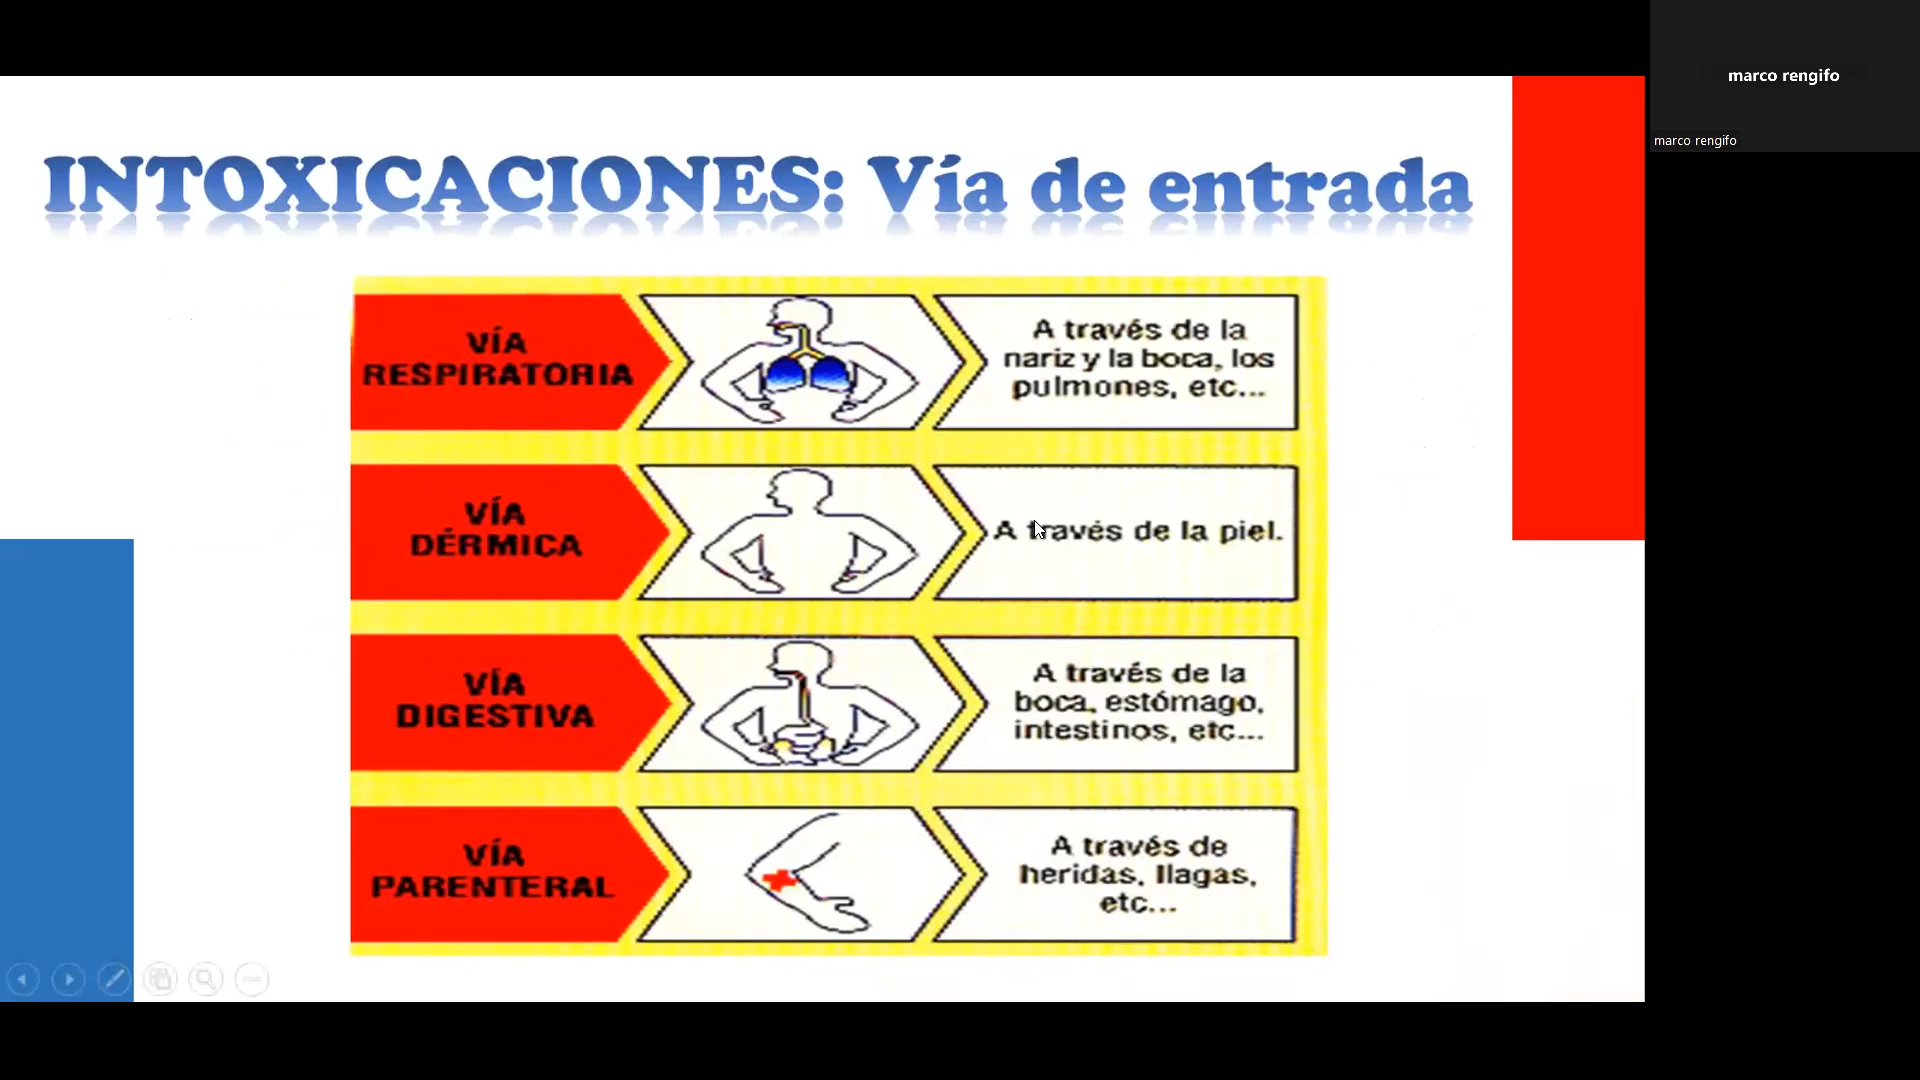 marco rengifo
marco rengifo
INTOXICACIONES: Vía de entrada
VÍA
RESPIRATORIA
A través de la
nariz y la boca, los
pulmones, etc...
VÍA
DÉRMICA
A través de la piel.
VÍA
DIGESTIVA
A través de la
boca, estómago,
intestinos, etc...
VÍA
PARENTERAL
A través de
heridas, llagas,
etc...